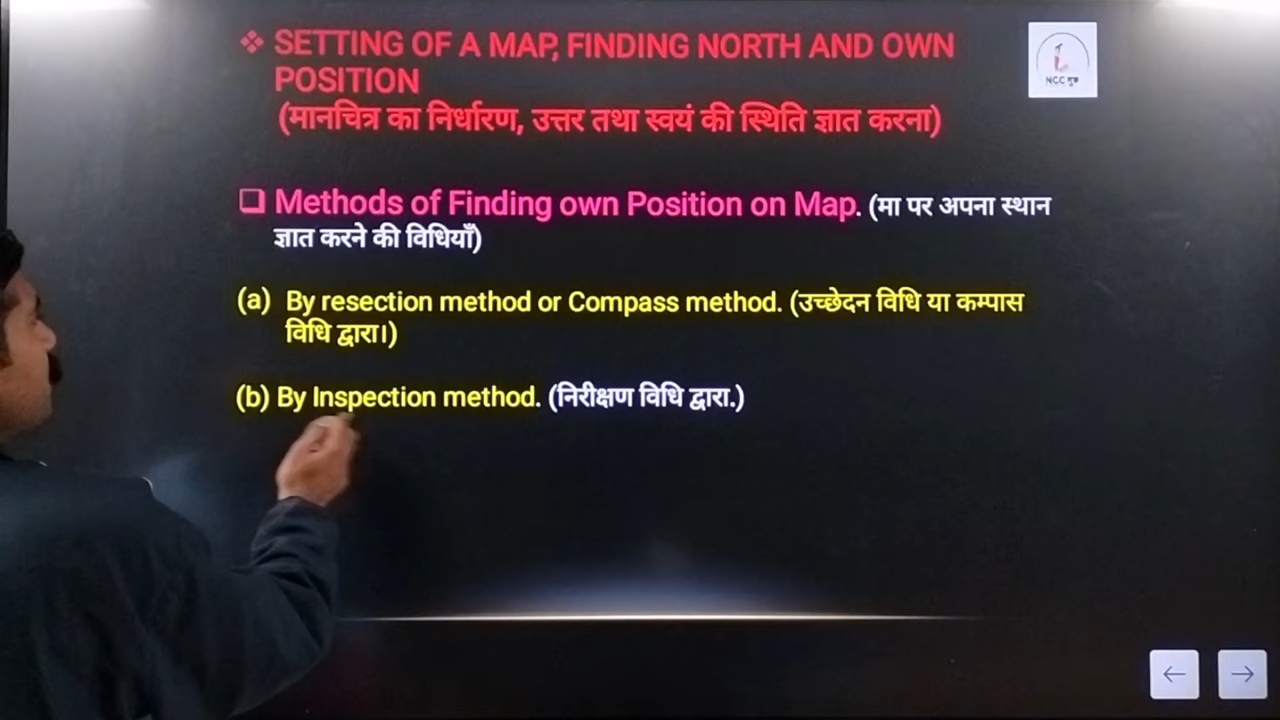 ❖ SETTING OF A MAP, FINDING NORTH AND OWN
POSITION
(मानचित्र का निर्धारण, उत्तर तथा स्वयं की स्थिति ज्ञात करना)
NCC गुरु
❑ Methods of Finding own Position on Map. (मा पर अपना स्थान
ज्ञात करने की विधियाँ)
(a) By resection method or Compass method. (उच्छेदन विधि या कम्पास
विधि द्वारा।)
(b) By Inspection method. (निरीक्षण विधि द्वारा.)